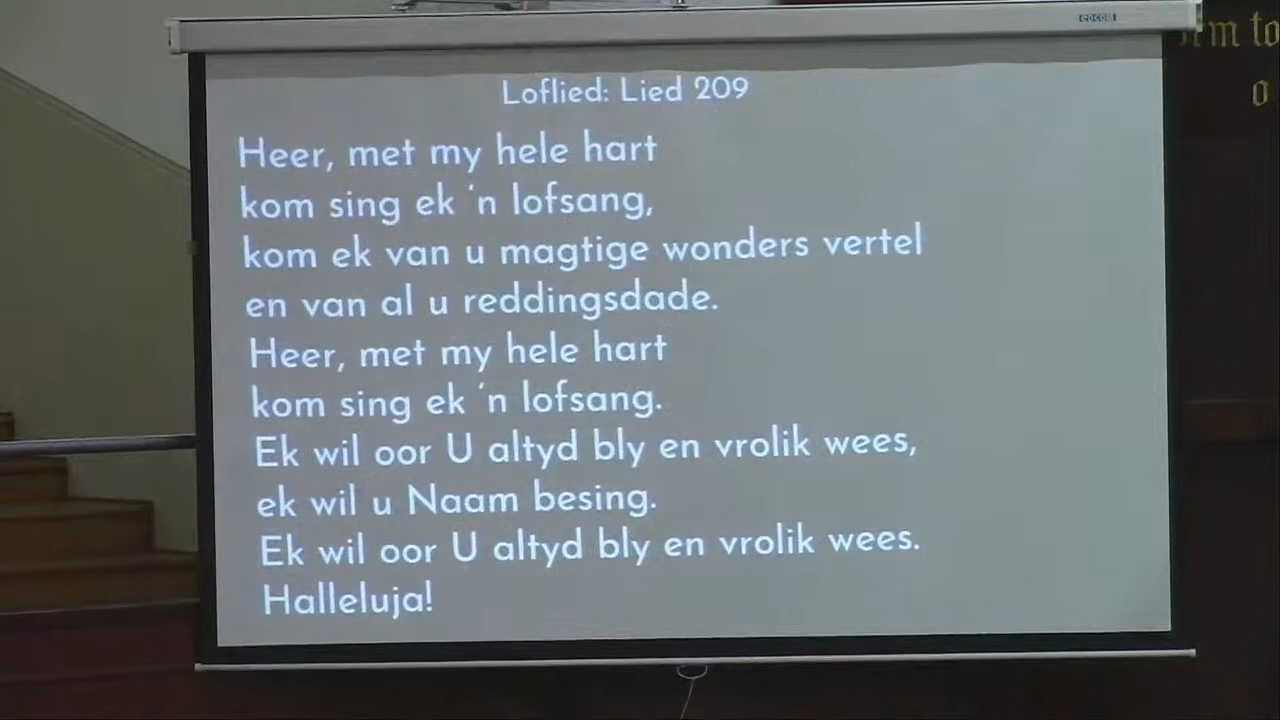 epcom
Loflied: Lied 209
Heer, met my hele hart
kom sing ek 'n lofsang,
kom ek van u magtige wonders vertel
en van al u reddingsdade.
Heer, met my hele hart
kom sing ek 'n lofsang.
Ek wil oor U altyd bly en vrolik wees,
ek wil u Naam besing.
Ek wil oor U altyd bly en vrolik wees.
Halleluja!
to